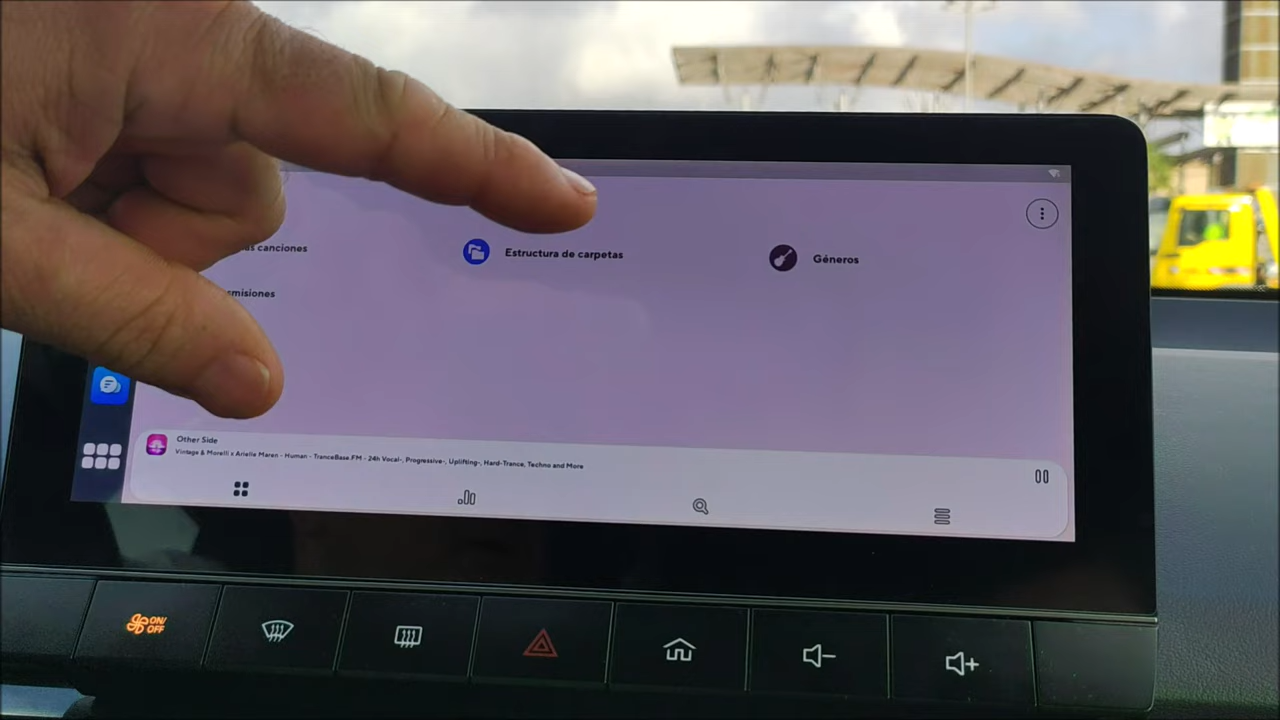 canciones
Estructura de carpetas
Géneros
misiones
Other Side
Vintage & Morelli x Arielle Maren - Human - TranceBase.FM - 24h Vocal-, Progressive-, Uplifting-, Hard-Trance, Techno and More
ON/
OFF